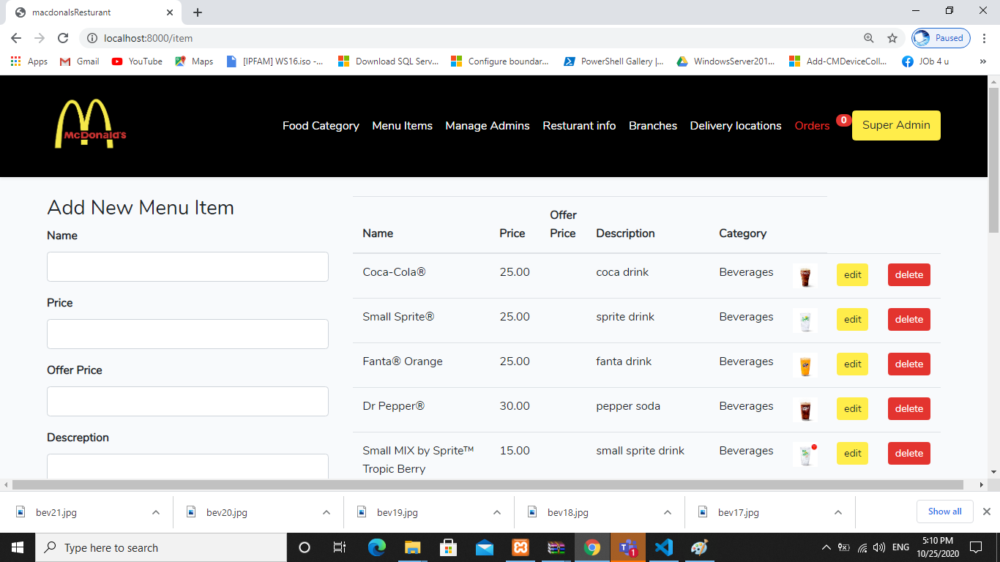 macdonalsResturant
localhost:8000/item
Paused
Apps Gmail YouTube Maps [IPFAM] WS16.iso -... Download SQL Serv... Configure boundar... PowerShell Gallery |... WindowsServer201... Add-CMDeviceColl... JOb 4 u »
McDonald's
Food Category Menu Items Manage Admins Resturant info Branches Delivery locations Orders 0 Super Admin
Add New Menu Item
Name
Price
Offer Price
Descreption
Name Price Offer Price Description Category
Coca-Cola® 25.00 coca drink Beverages edit delete
Small Sprite® 25.00 sprite drink Beverages edit delete
Fanta® Orange 25.00 fanta drink Beverages edit delete
Dr Pepper® 30.00 pepper soda Beverages edit delete
Small MIX by Sprite™ 15.00 small sprite drink Beverages edit delete
Tropic Berry
bev21.jpg bev20.jpg bev19.jpg bev18.jpg bev17.jpg Show all
Type here to search
1
ENG
5:10 PM
10/25/2020